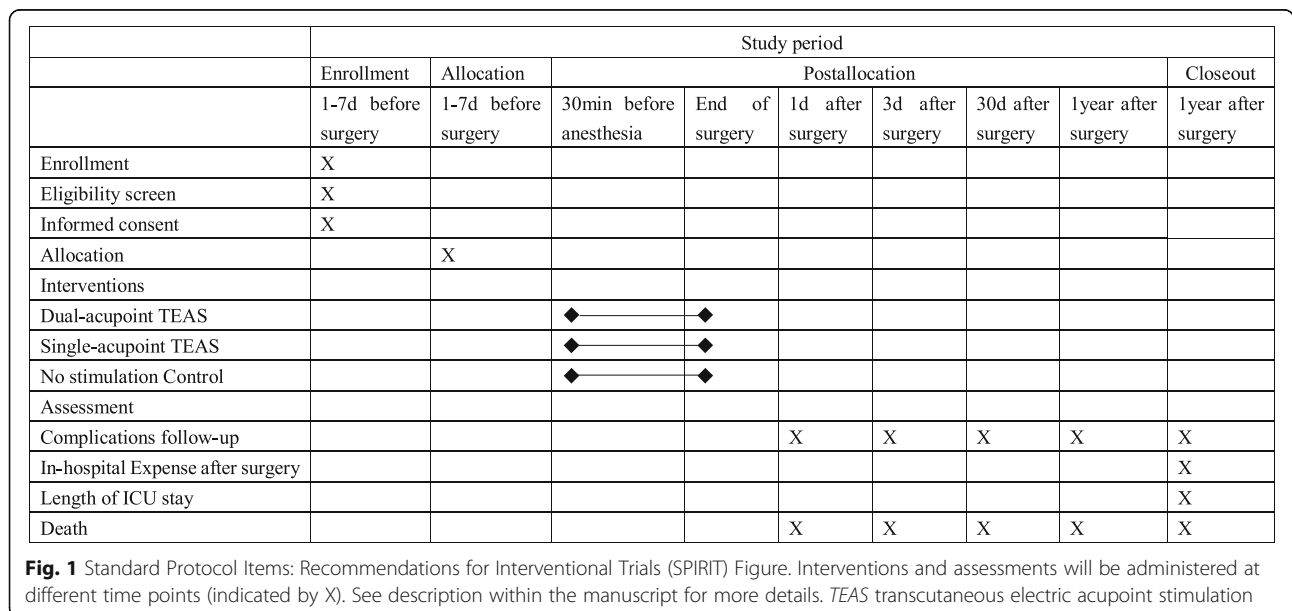 Study period
Enrollment Allocation Postallocation Closeout
1-7d before surgery 1-7d before surgery 30min before anesthesia End of surgery 1d after surgery 3d after surgery 30d after surgery 1year after surgery 1year after surgery
Enrollment X
Eligibility screen X
Informed consent X
Allocation X
Interventions
Dual-acupoint TEAS ◆ ◆
Single-acupoint TEAS ◆ ◆
No stimulation Control ◆ ◆
Assessment
Complications follow-up X X X X X
In-hospital Expense after surgery X
Length of ICU stay X
Death X X X X X
Fig. 1 Standard Protocol Items: Recommendations for Interventional Trials (SPIRIT) Figure. Interventions and assessments will be administered at
different time points (indicated by X). See description within the manuscript for more details. TEAS transcutaneous electric acupoint stimulation